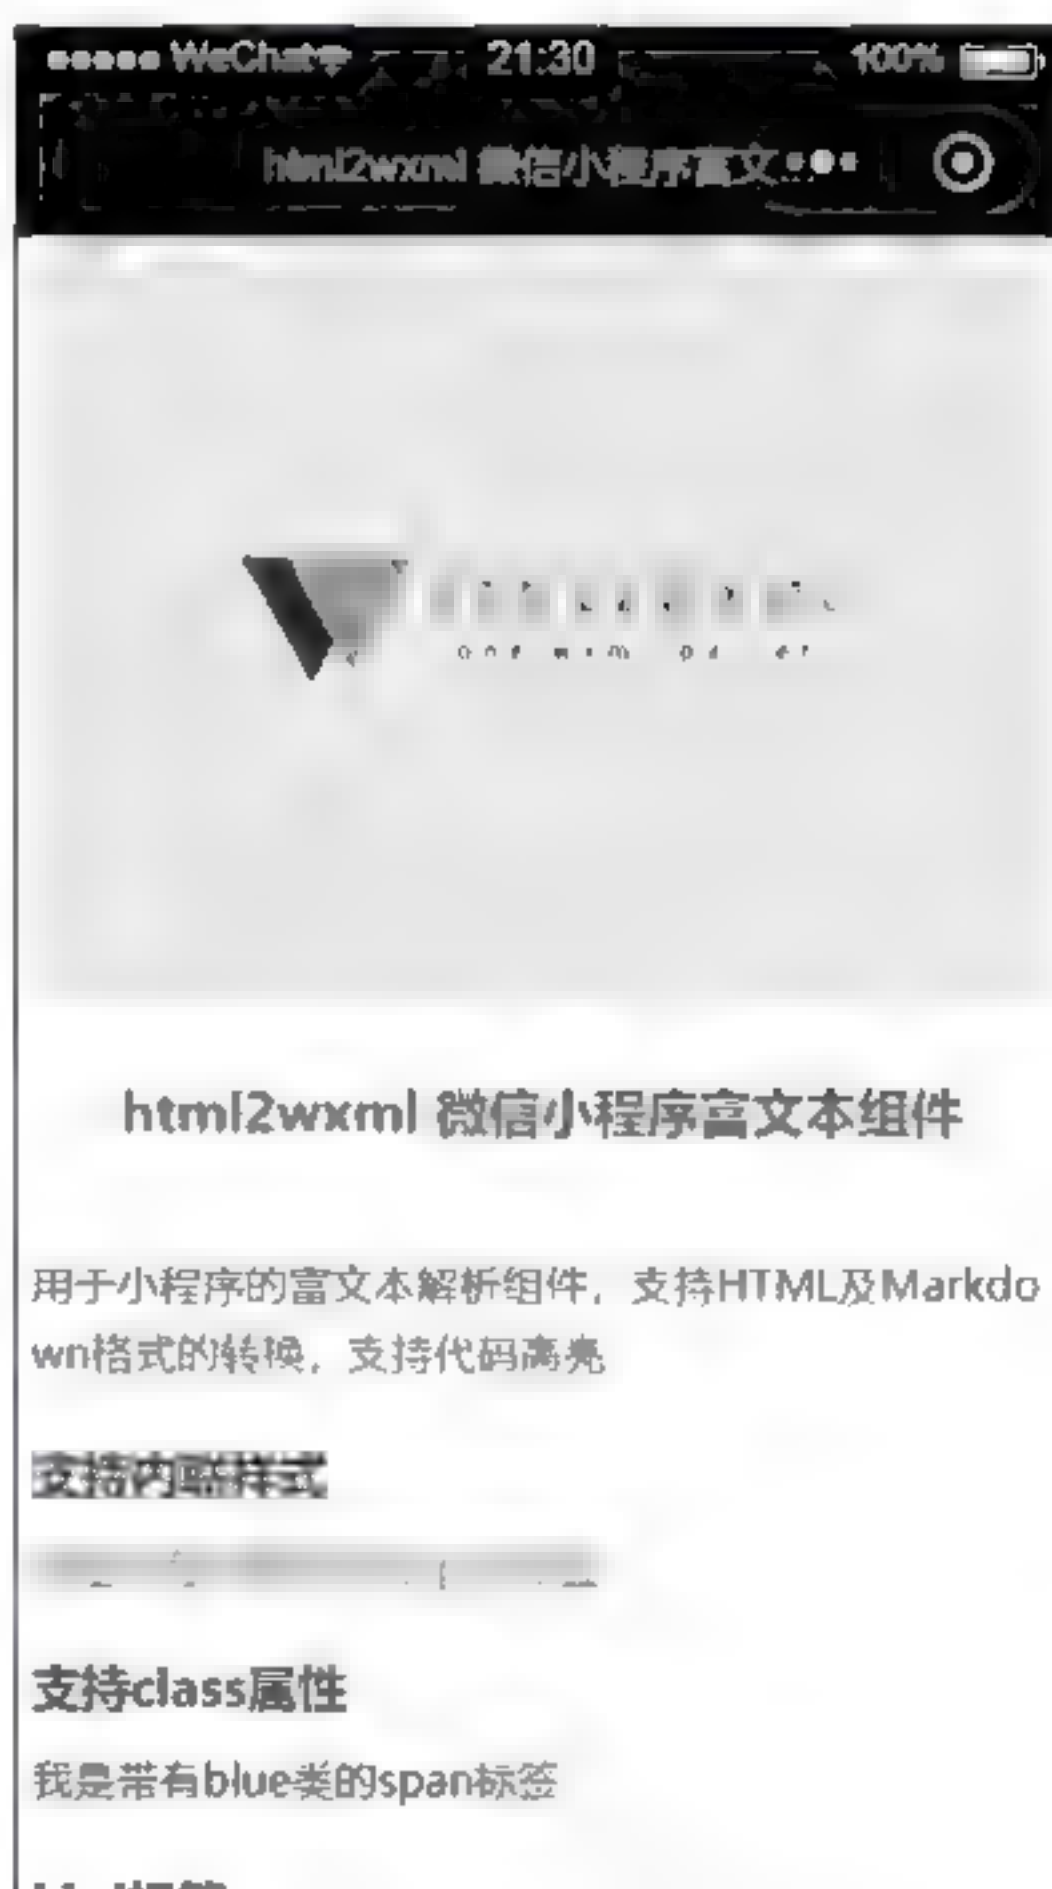 WeChat 21:30 100%
html2wxml 微信小程序富文...
html2wxml 微信小程序富文本组件
用于小程序的富文本解析组件，支持HTML及Markdo
wn格式的转换，支持代码高亮
支持内联样式
支持class属性
我是带有blue类的span标签